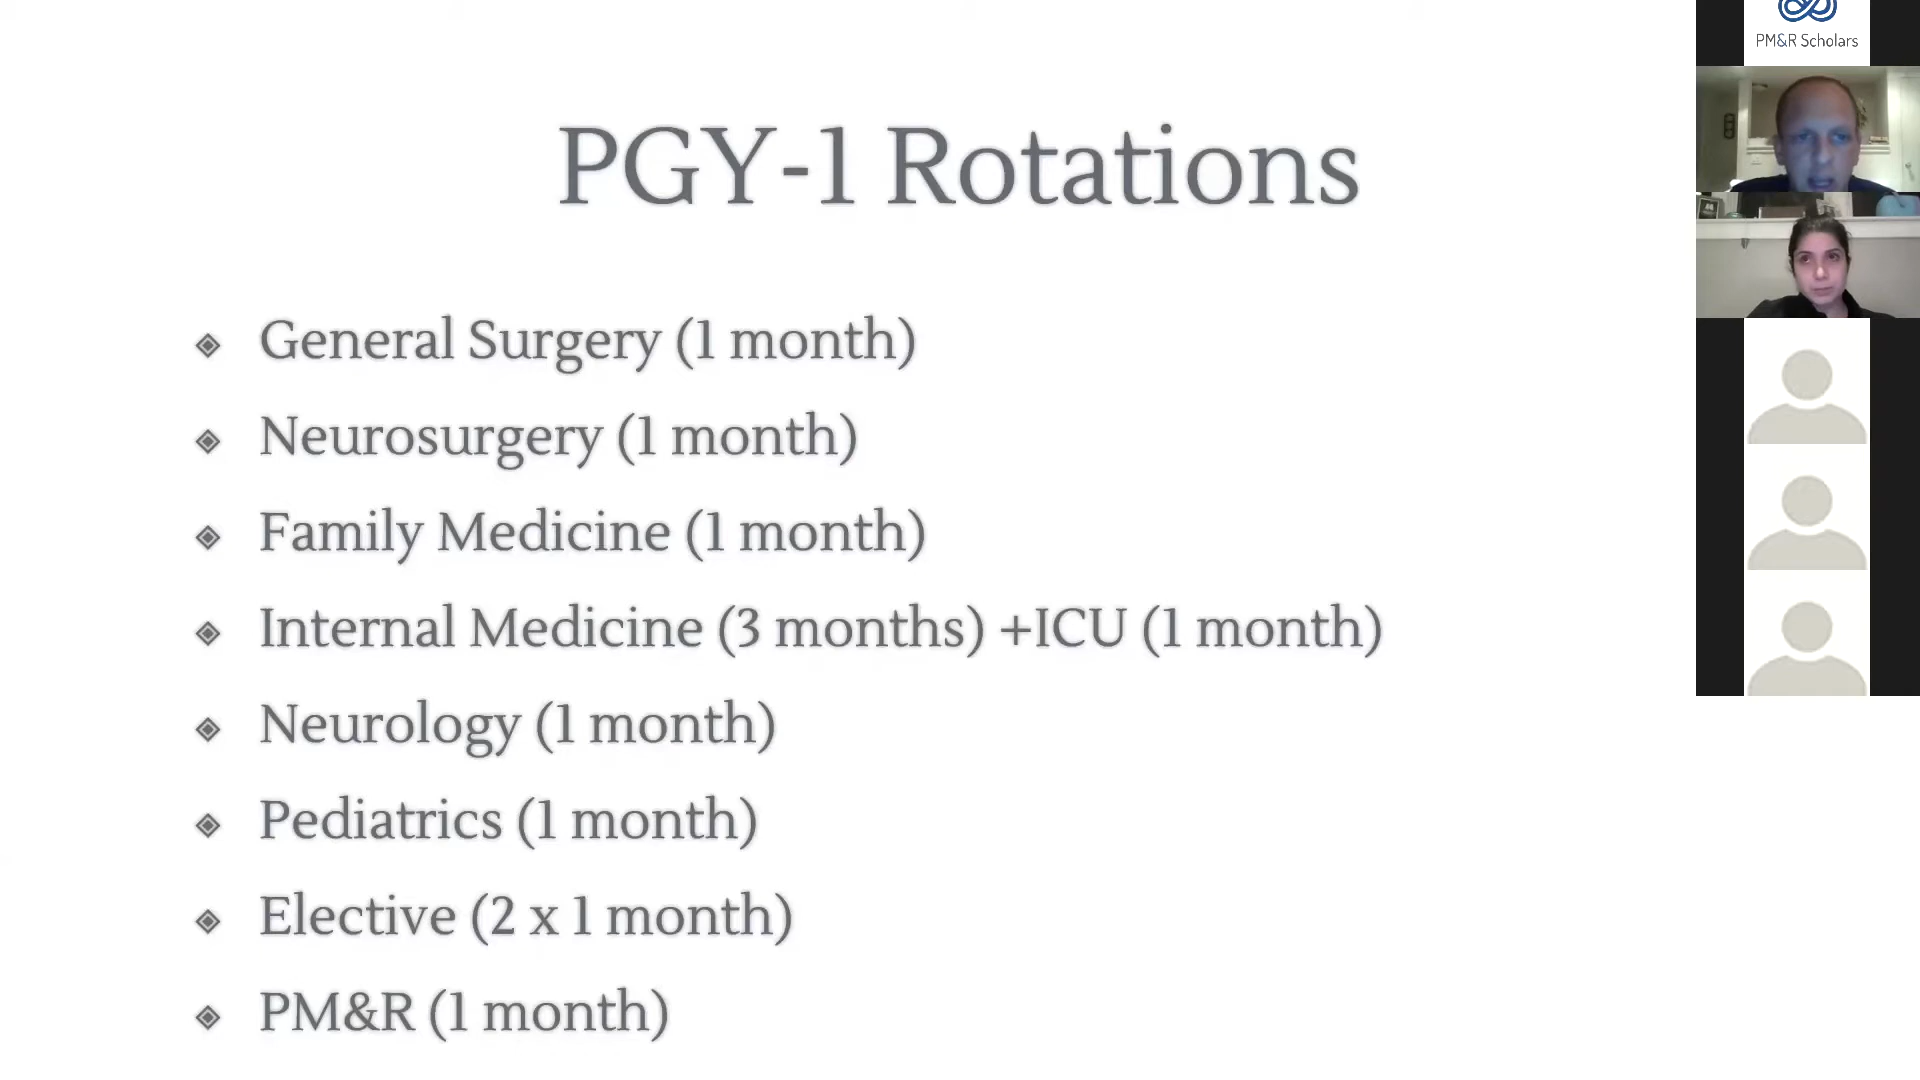 PGY-1 Rotations
General Surgery (1 month)
Neurosurgery (1 month)
Family Medicine (1 month)
Internal Medicine (3 months) +ICU (1 month)
Neurology (1 month)
Pediatrics (1 month)
Elective (2 x 1 month)
PM&R (1 month)
PM&R Scholars